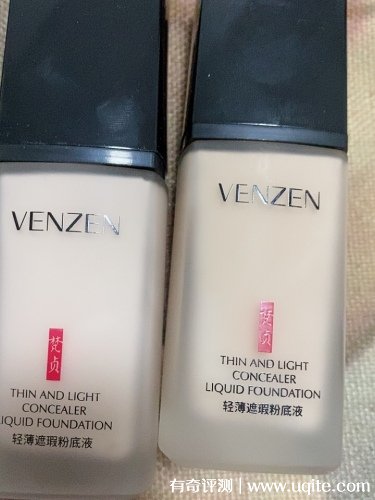 VENZEN
梵贞
THIN AND LIGHT
CONCEALER
LIQUID FOUNDATION
轻薄遮瑕粉底液
VENZEN
梵贞
THIN AND LIGHT
CONCEALER
LIQUID FOUNDATION
轻薄遮瑕粉底液
有奇评测 | www.uqite.com